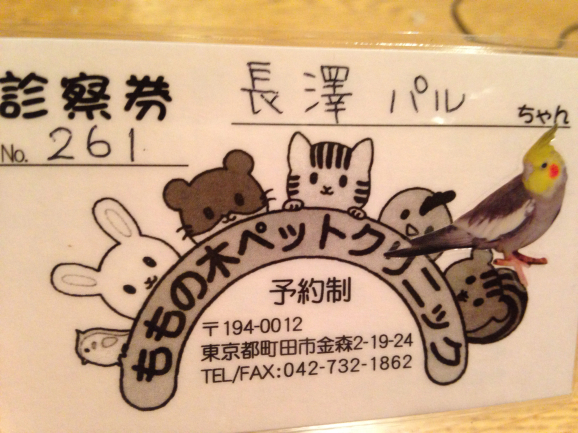 診察券
長澤 パル ちゃん
No. 261
ももの木ペットクリニック
予約制
〒194-0012
東京都町田市金森2-19-24
TEL/FAX:042-732-1862